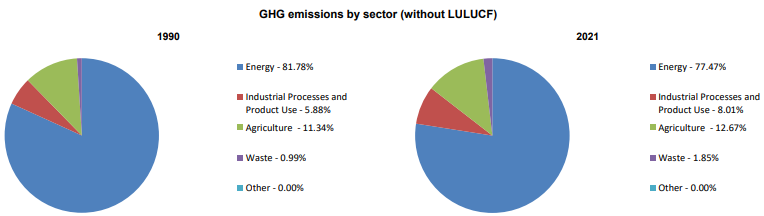 GHG emissions by sector (without LULUCF)
1990
Energy - 81.78%
Industrial Processes and
Product Use - 5.88%
Agriculture - 11.34%
Waste - 0.99%
Other - 0.00%
2021
Energy - 77.47%
Industrial Processes and
Product Use - 8.01%
Agriculture - 12.67%
Waste - 1.85%
Other - 0.00%